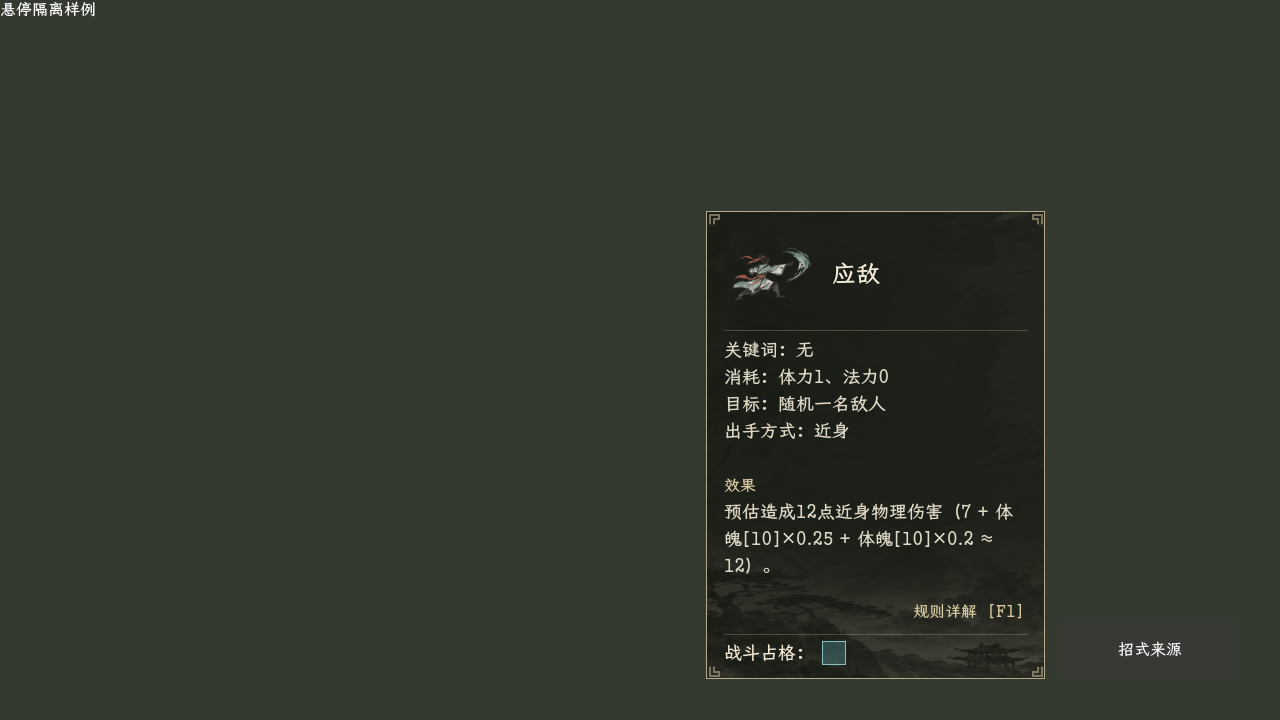 悬停隔离样例
应敌
关键词：无
消耗：体力1、法力0
目标：随机一名敌人
出手方式：近身
效果
预估造成12点近身物理伤害（7 + 体
魄[10]×0.25 + 体魄[10]×0.2 ≈
12）。
规则详解 [F1]
战斗占格：
招式来源